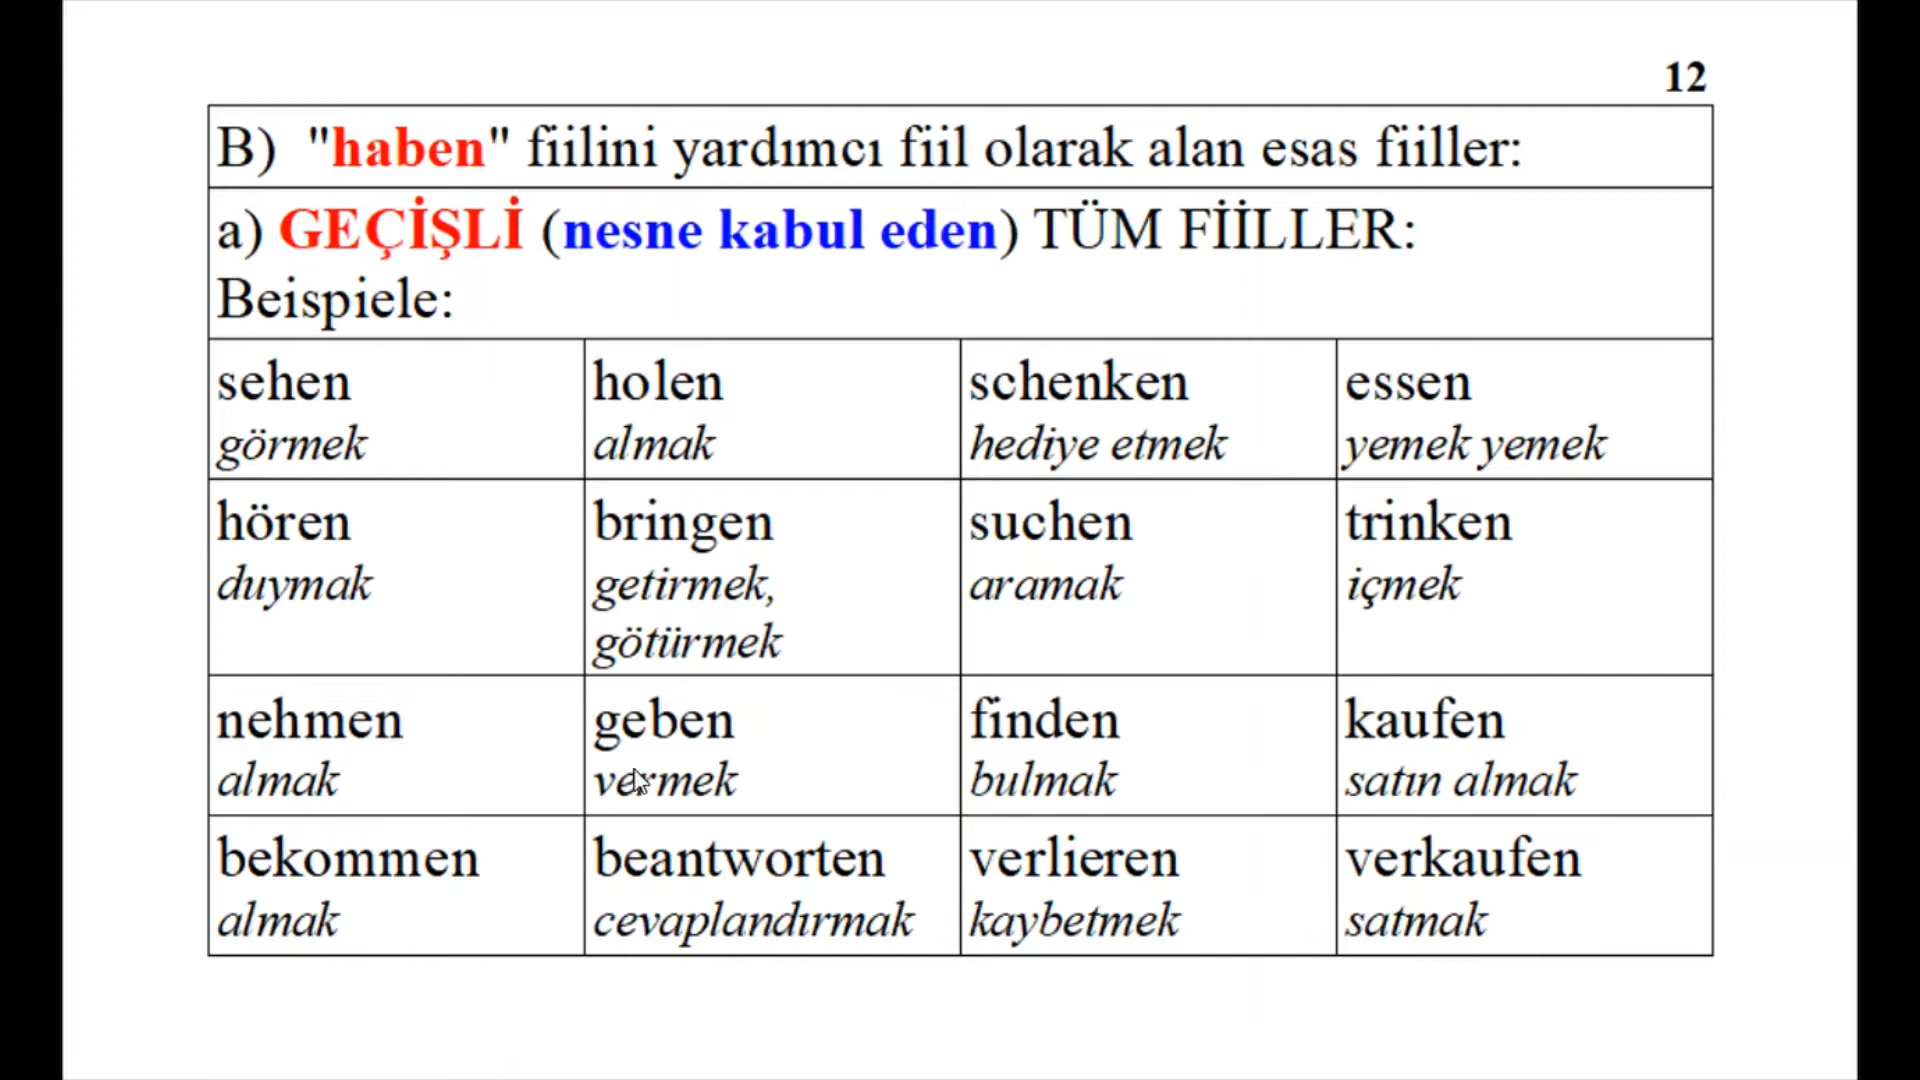 12
B) "haben" fiilini yardımcı fiil olarak alan esas fiiller:
a) GEÇİŞLİ (nesne kabul eden) TÜM FİİLLER:
Beispiele:
sehen
görmek
holen
almak
schenken
hediye etmek
essen
yemek yemek
hören
duymak
bringen
getirmek,
götürmek
suchen
aramak
trinken
içmek
nehmen
almak
geben
vermek
finden
bulmak
kaufen
satın almak
bekommen
almak
beantworten
cevaplandırmak
verlieren
kaybetmek
verkaufen
satmak